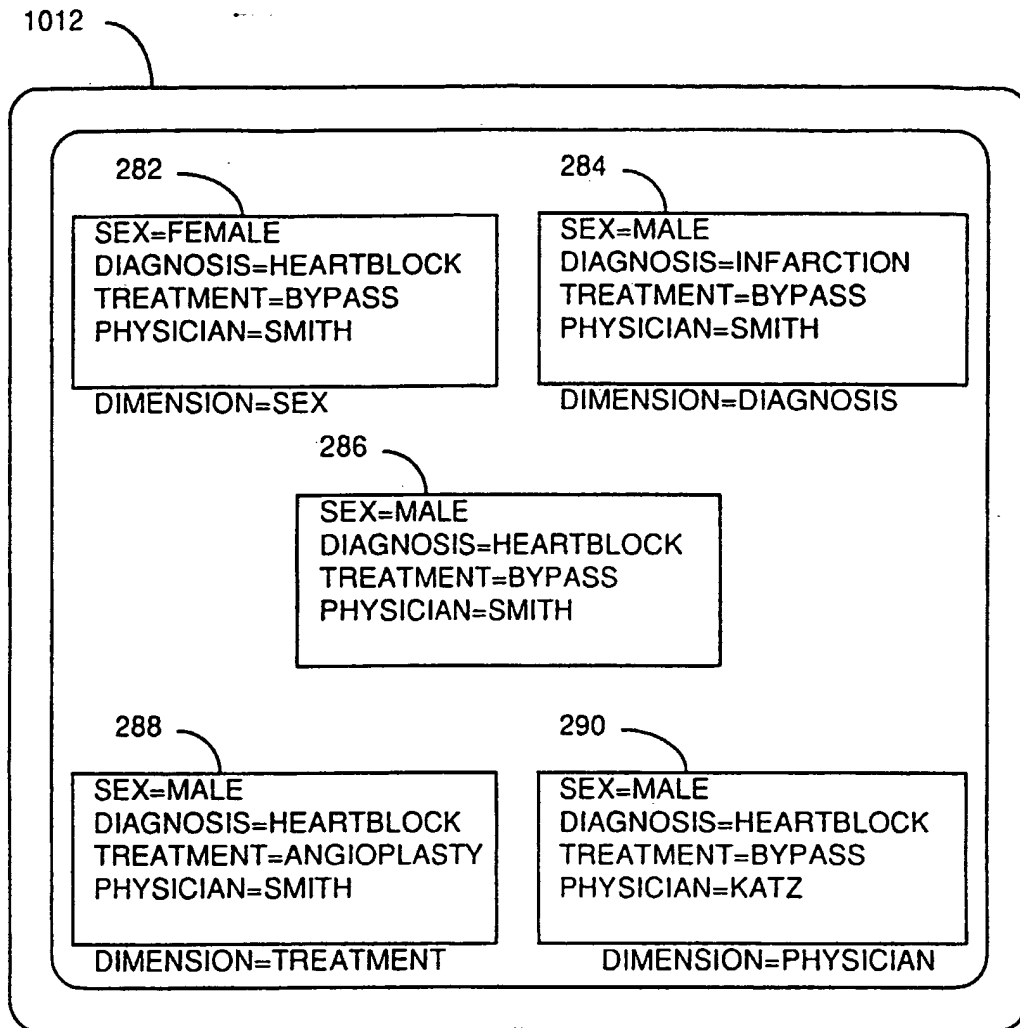 1012
282
SEX=FEMALE
DIAGNOSIS=HEARTBLOCK
TREATMENT=BYPASS
PHYSICIAN=SMITH
DIMENSION=SEX
284
SEX=MALE
DIAGNOSIS=INFARCTION
TREATMENT=BYPASS
PHYSICIAN=SMITH
DIMENSION=DIAGNOSIS
286
SEX=MALE
DIAGNOSIS=HEARTBLOCK
TREATMENT=BYPASS
PHYSICIAN=SMITH
288
SEX=MALE
DIAGNOSIS=HEARTBLOCK
TREATMENT=ANGIOPLASTY
PHYSICIAN=SMITH
DIMENSION=TREATMENT
290
SEX=MALE
DIAGNOSIS=HEARTBLOCK
TREATMENT=BYPASS
PHYSICIAN=KATZ
DIMENSION=PHYSICIAN